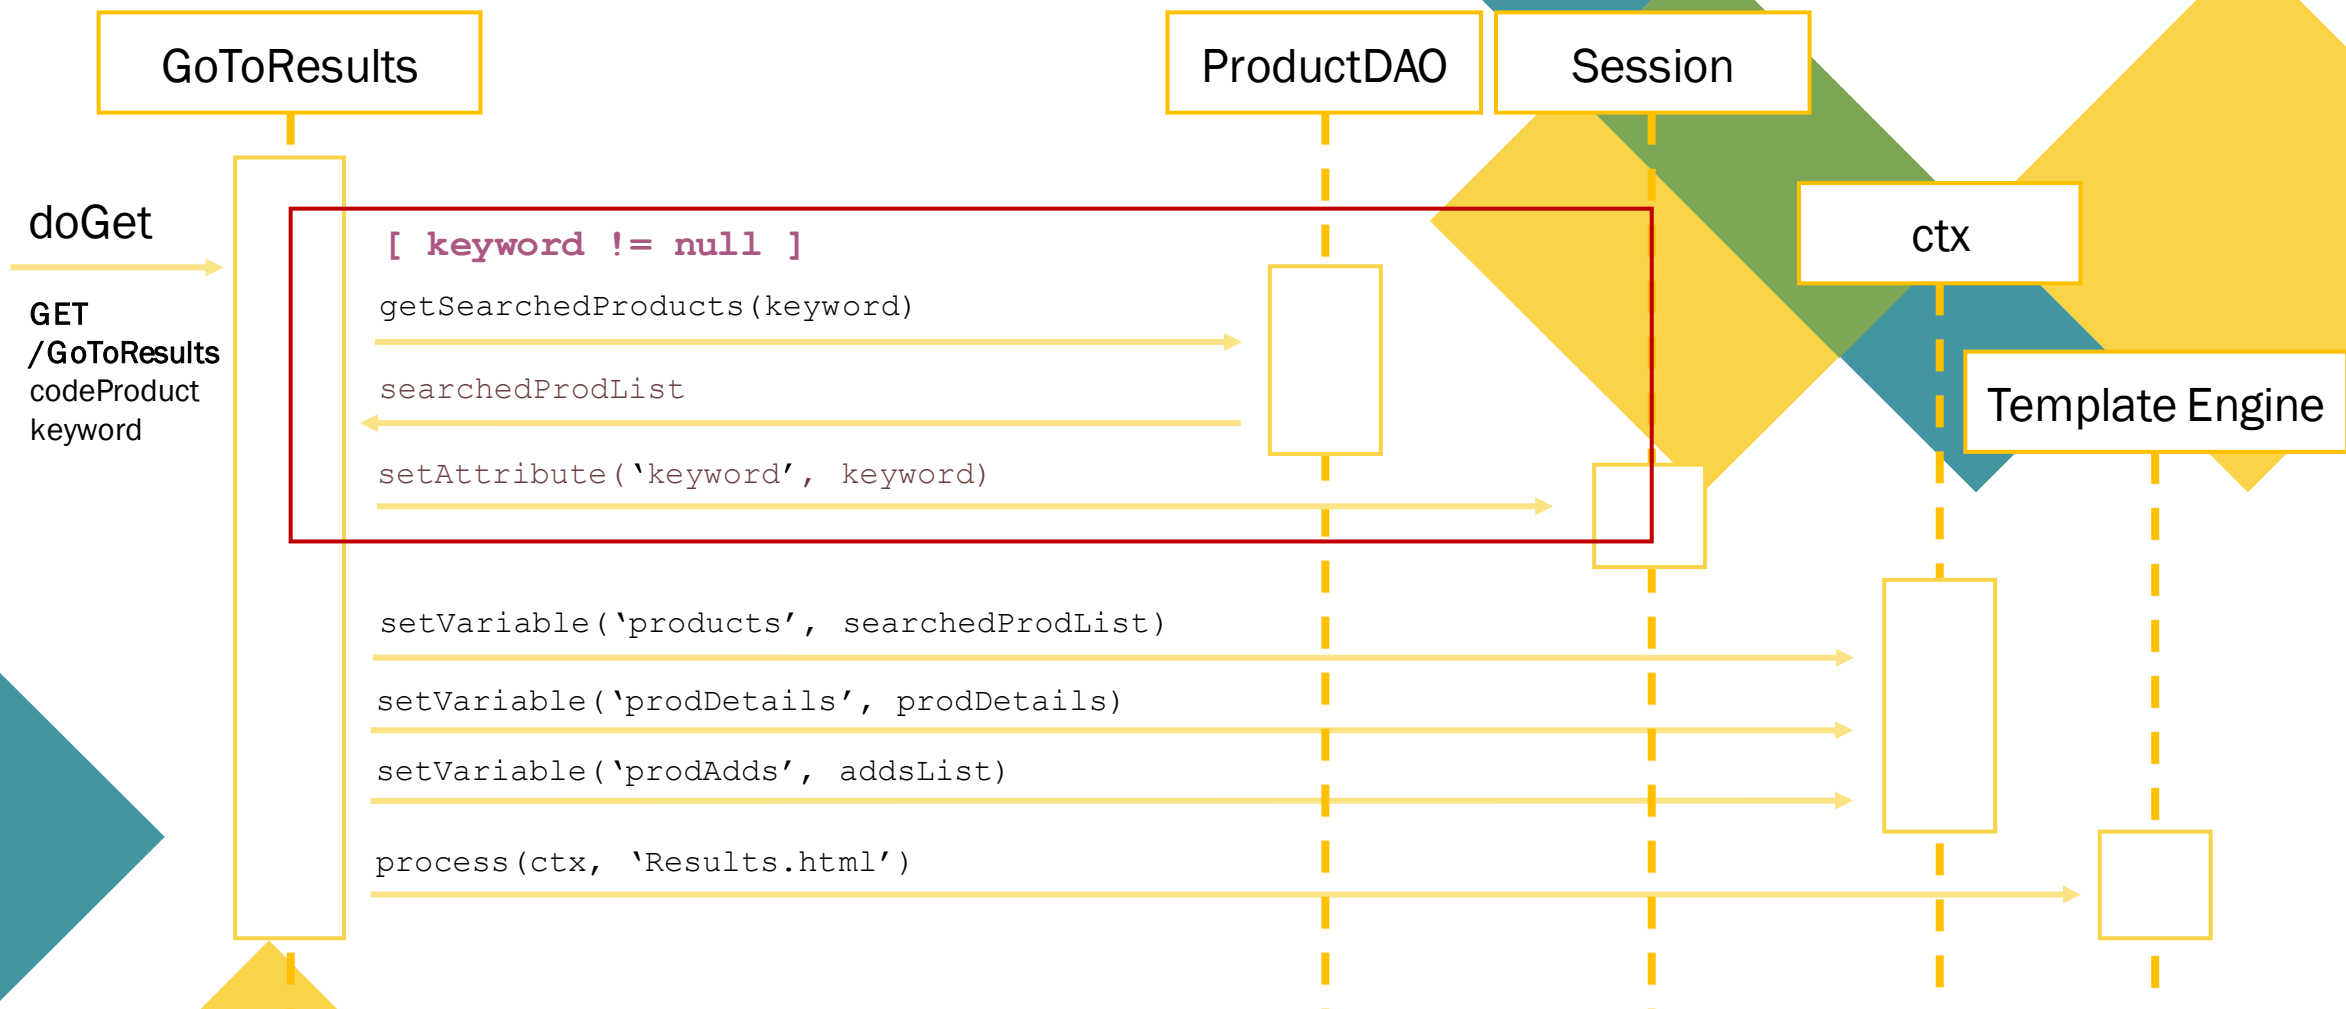 GoToResults
ProductDAO
Session
ctx
Template Engine
doGet
GET
/GoToResults
codeProduct
keyword
[ keyword != null ]
getSearchedProducts(keyword)
searchedProdList
setAttribute(‘keyword’, keyword)
setVariable(‘products’, searchedProdList)
setVariable(‘prodDetails’, prodDetails)
setVariable(‘prodAdds’, addsList)
process(ctx, ‘Results.html’)